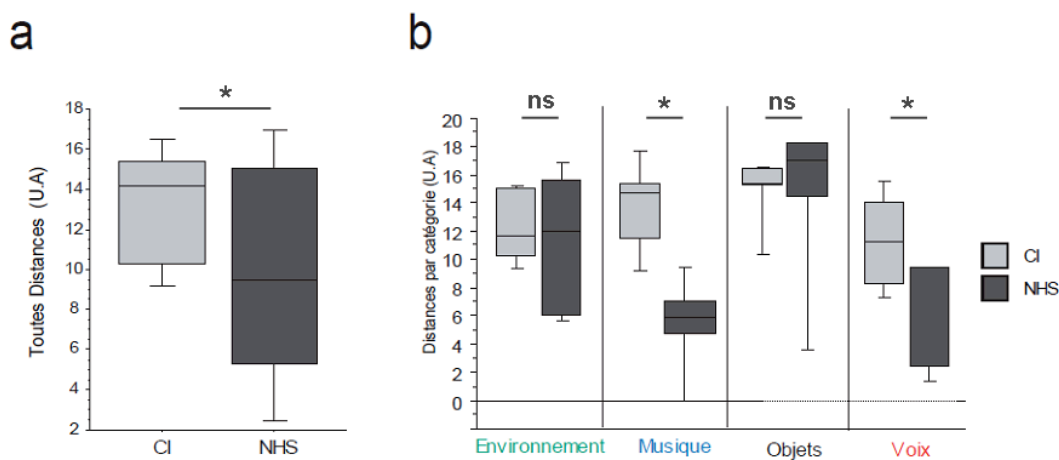 a
*
Toutes Distances (U.A)
18
16
14
12
10
8
6
4
2
CI
NHS
b
ns
*
ns
*
Distances par catégorie (U.A)
20
18
16
14
12
10
8
6
4
2
0
Environnement
Musique
Objets
Voix
CI
NHS